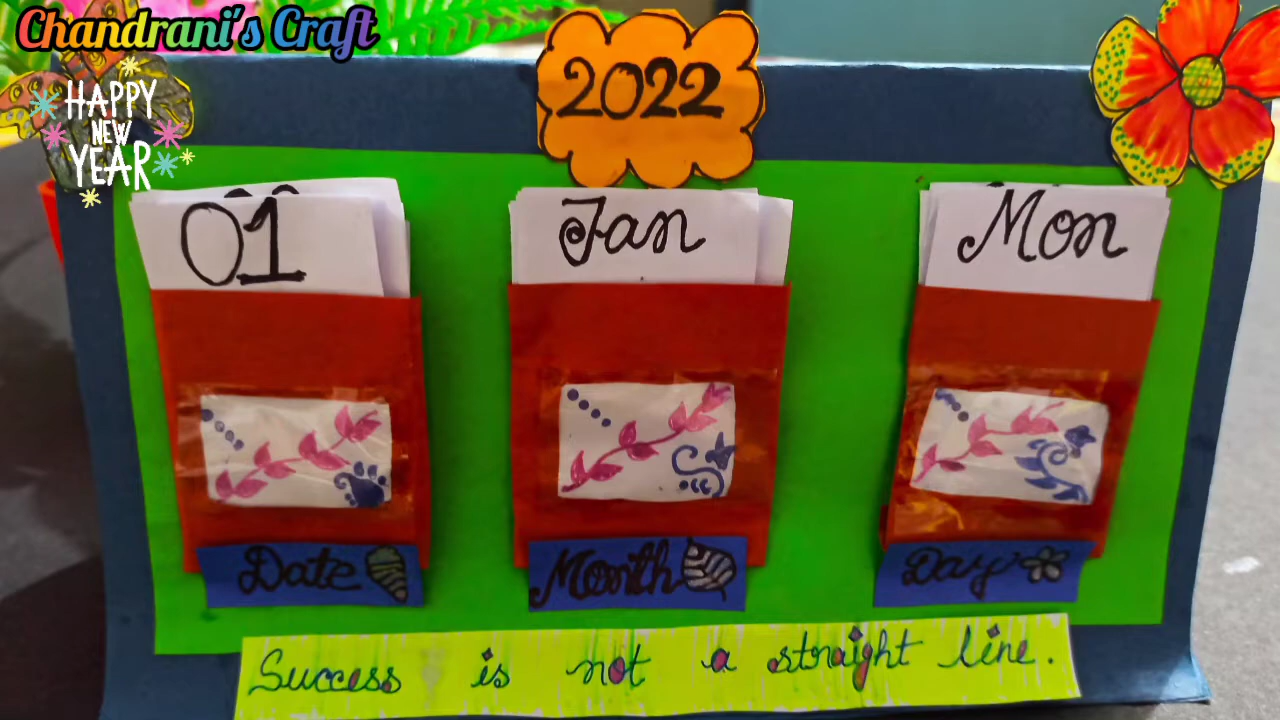 Chandrani's Craft
HAPPY
NEW
YEAR
2022
01
Jan
Mon
Date
Month
Day
Success is not a straight line.